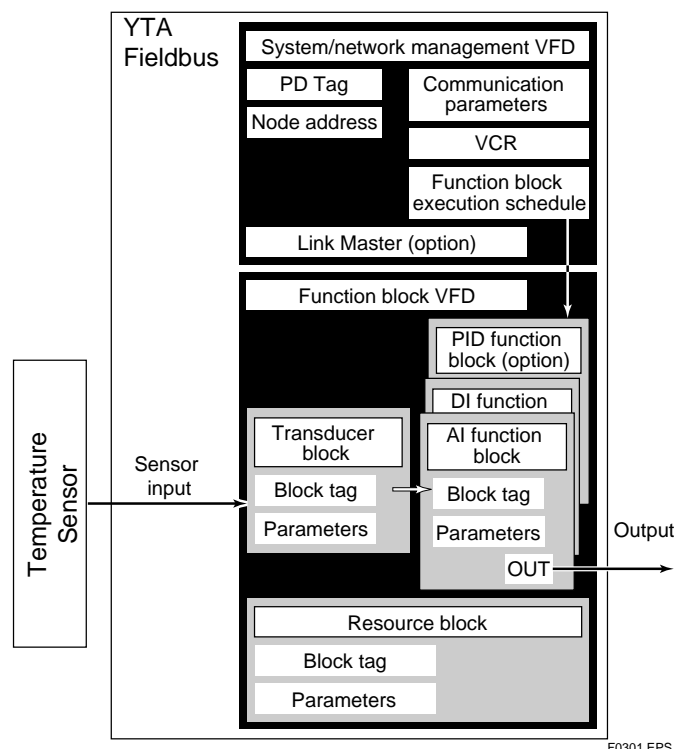 YTA
Fieldbus
System/network management VFD
PD Tag
Node address
Communication
parameters
VCR
Function block
execution schedule
Link Master (option)
Function block VFD
PID function
block (option)
DI function
AI function
block
Block tag
Parameters
OUT
Transducer
block
Block tag
Parameters
Temperature
Sensor
Sensor
input
Output
Resource block
Block tag
Parameters
F0301.EPS